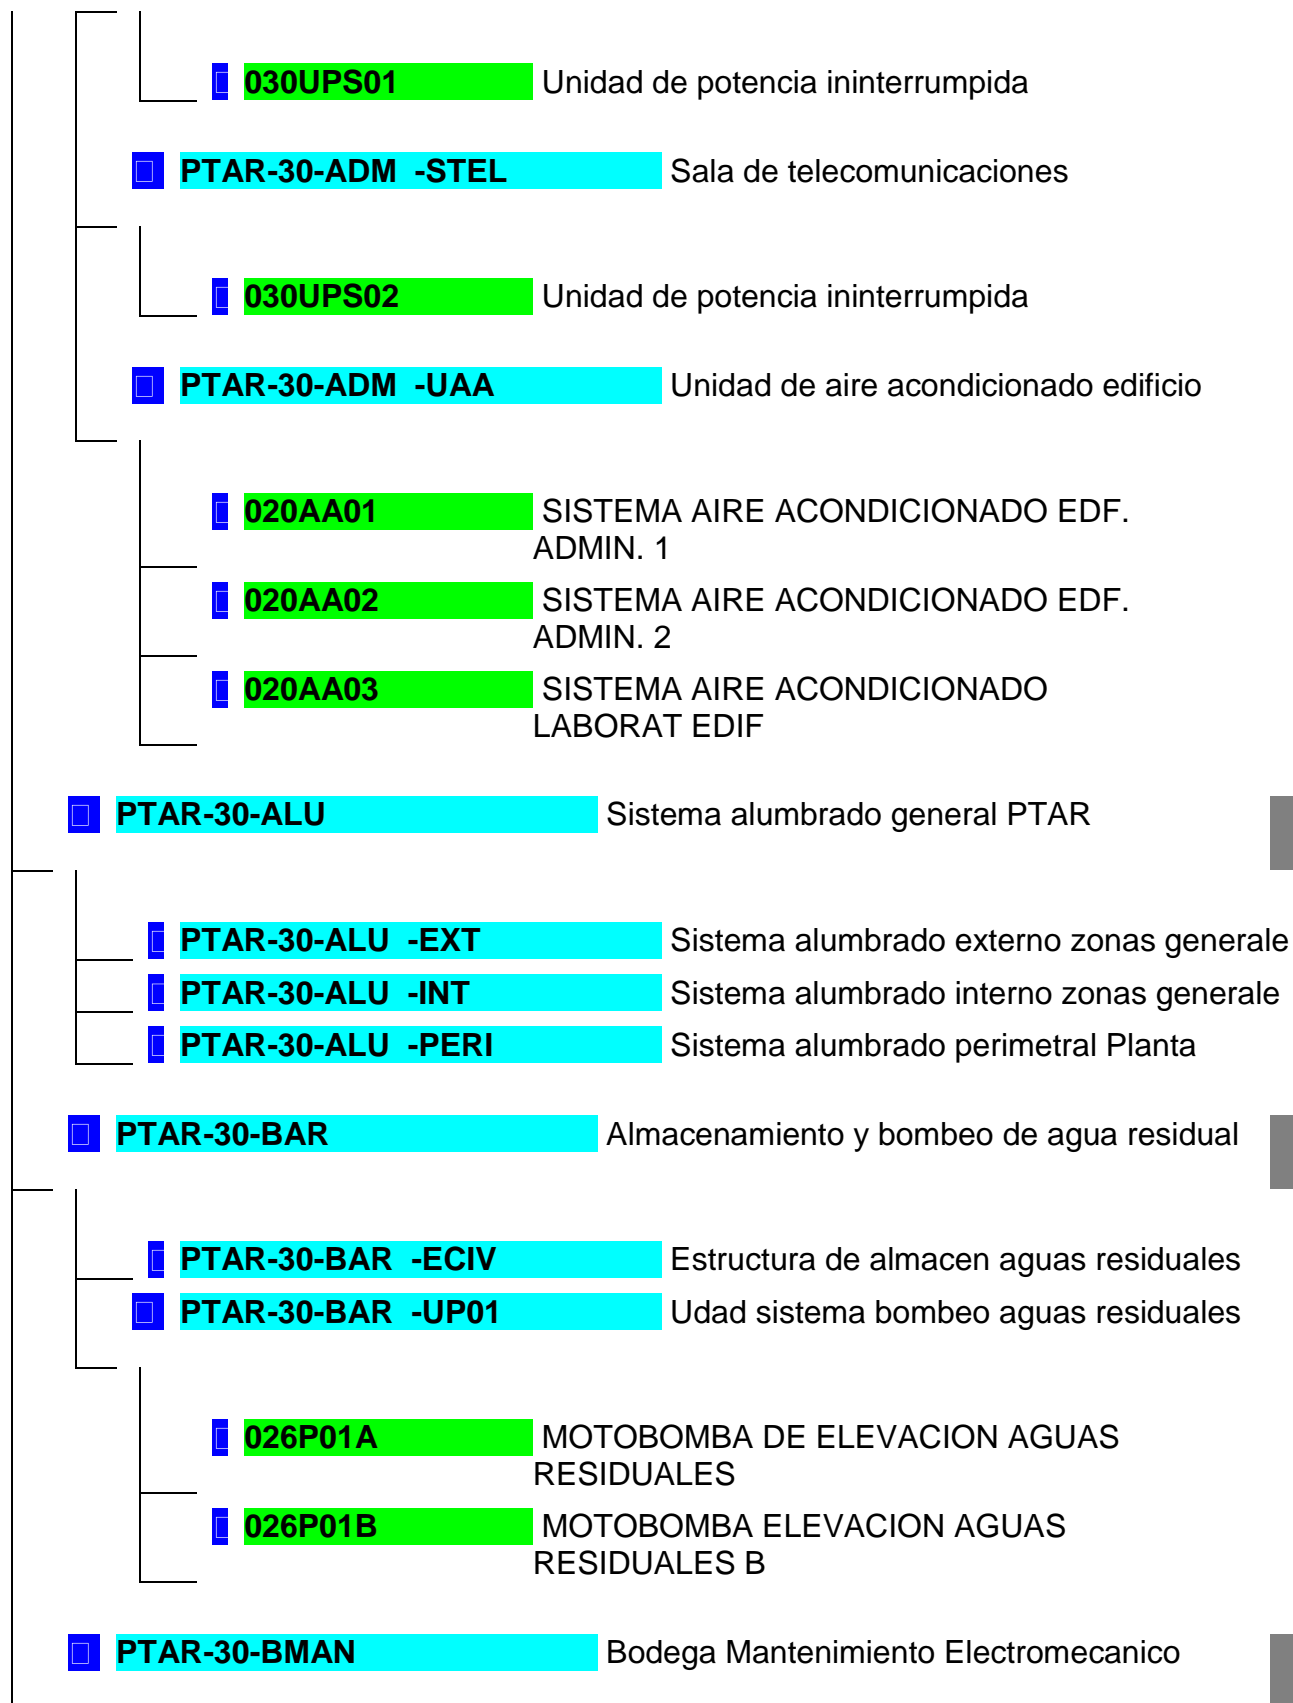 030UPS01 Unidad de potencia ininterrumpida
PTAR-30-ADM -STEL Sala de telecomunicaciones
030UPS02 Unidad de potencia ininterrumpida
PTAR-30-ADM -UAA Unidad de aire acondicionado edificio
020AA01 SISTEMA AIRE ACONDICIONADO EDF.
ADMIN. 1
020AA02 SISTEMA AIRE ACONDICIONADO EDF.
ADMIN. 2
020AA03 SISTEMA AIRE ACONDICIONADO
LABORAT EDIF
PTAR-30-ALU Sistema alumbrado general PTAR
PTAR-30-ALU -EXT Sistema alumbrado externo zonas generale
PTAR-30-ALU -INT Sistema alumbrado interno zonas generale
PTAR-30-ALU -PERI Sistema alumbrado perimetral Planta
PTAR-30-BAR Almacenamiento y bombeo de agua residual
PTAR-30-BAR -ECIV Estructura de almacen aguas residuales
PTAR-30-BAR -UP01 Udad sistema bombeo aguas residuales
026P01A MOTOBOMBA DE ELEVACION AGUAS
RESIDUALES
026P01B MOTOBOMBA ELEVACION AGUAS
RESIDUALES B
PTAR-30-BMAN Bodega Mantenimiento Electromecanico